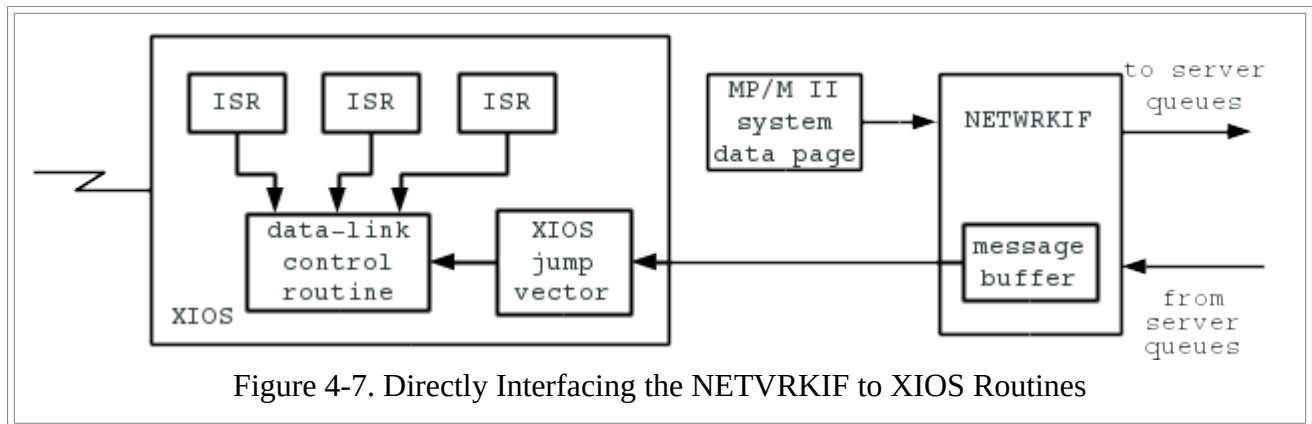 ISR
ISR
ISR
data-link
control
routine
XIOS
jump
vector
XIOS
MP/M II
system
data page
NETWRKIF
message
buffer
to server
queues
from
server
queues
Figure 4-7. Directly Interfacing the NETVRKIF to XIOS Routines